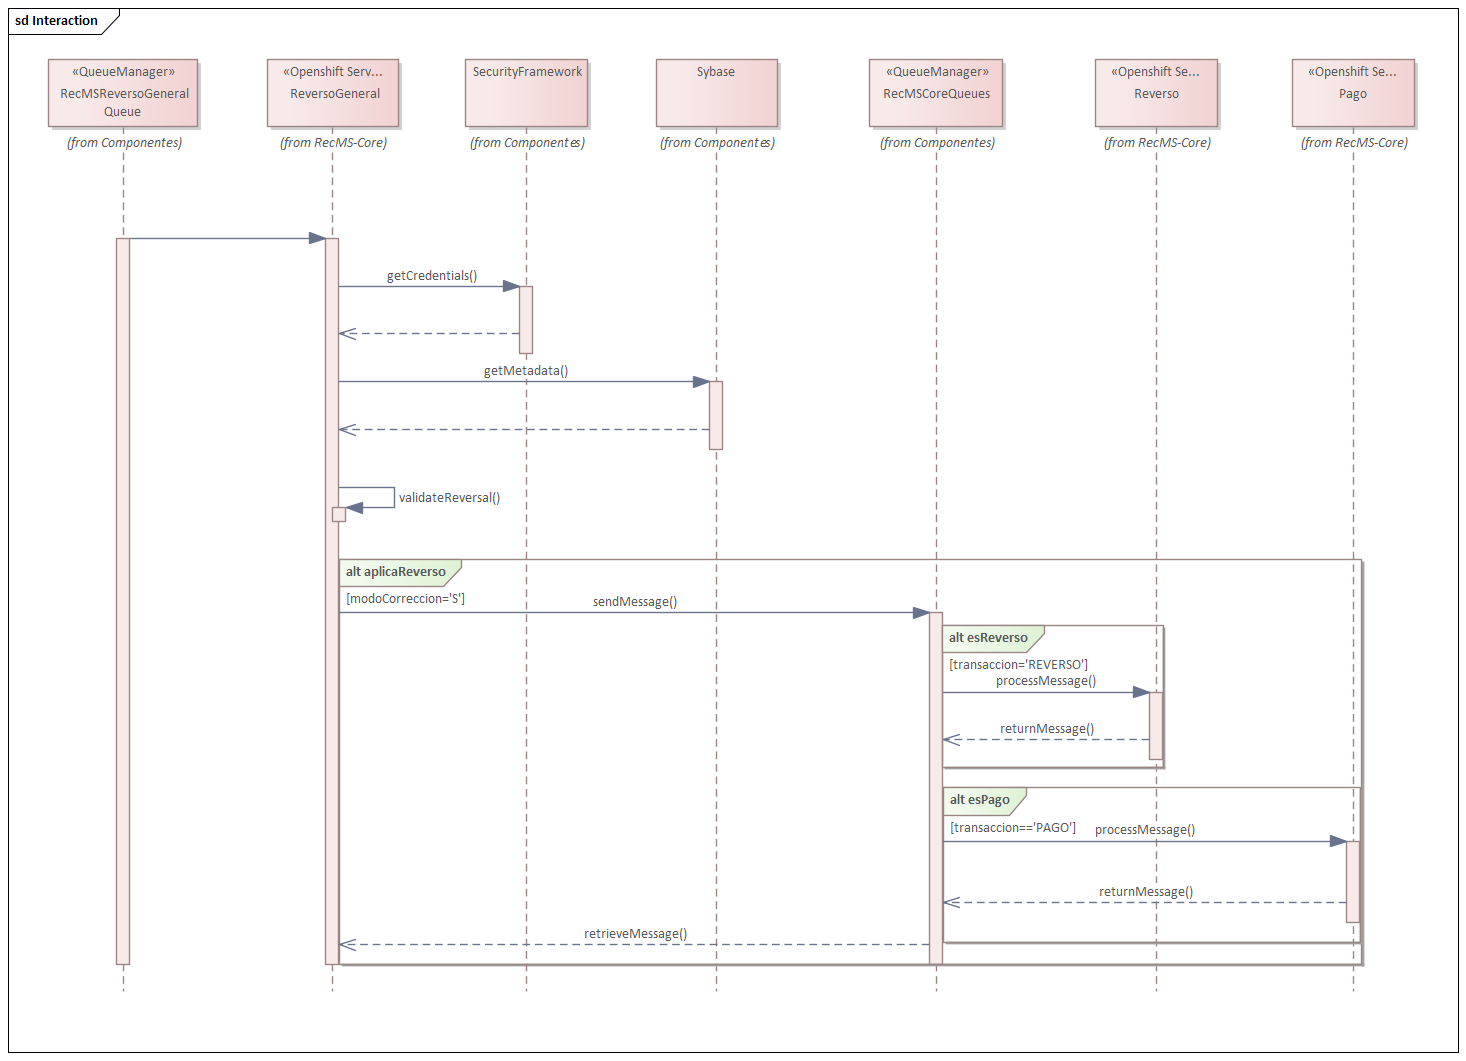 sd Interaction
«QueueManager»
RecMSReversoGeneral
Queue
(from Componentes)
«Openshift Serv...
ReversoGeneral
(from RecMS-Core)
SecurityFramework
(from Componentes)
Sybase
(from Componentes)
«QueueManager»
RecMSCoreQueues
(from Componentes)
«Openshift Se...
Reverso
(from RecMS-Core)
«Openshift Se...
Pago
(from RecMS-Core)
getCredentials()
getMetadata()
validateReversal()
alt aplicaReverso
[modoCorreccion='S']
sendMessage()
alt esReverso
[transaccion='REVERSO']
processMessage()
returnMessage()
alt esPago
[transaccion=='PAGO']
processMessage()
returnMessage()
retrieveMessage()